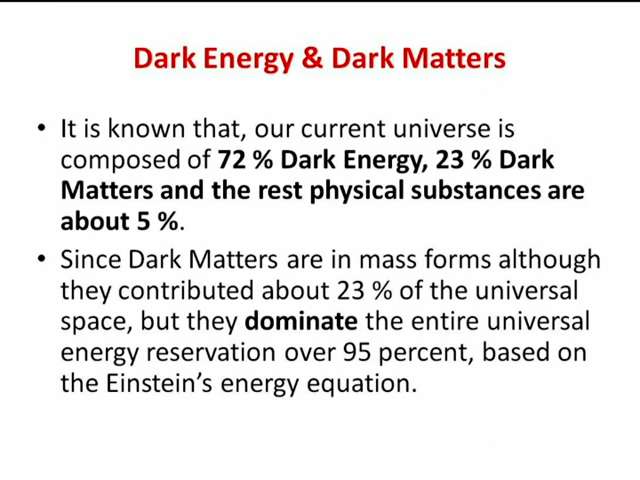 Dark Energy & Dark Matters
• It is known that, our current universe is
composed of 72 % Dark Energy, 23 % Dark
Matters and the rest physical substances are
about 5 %.
• Since Dark Matters are in mass forms although
they contributed about 23 % of the universal
space, but they dominate the entire universal
energy reservation over 95 percent, based on
the Einstein’s energy equation.